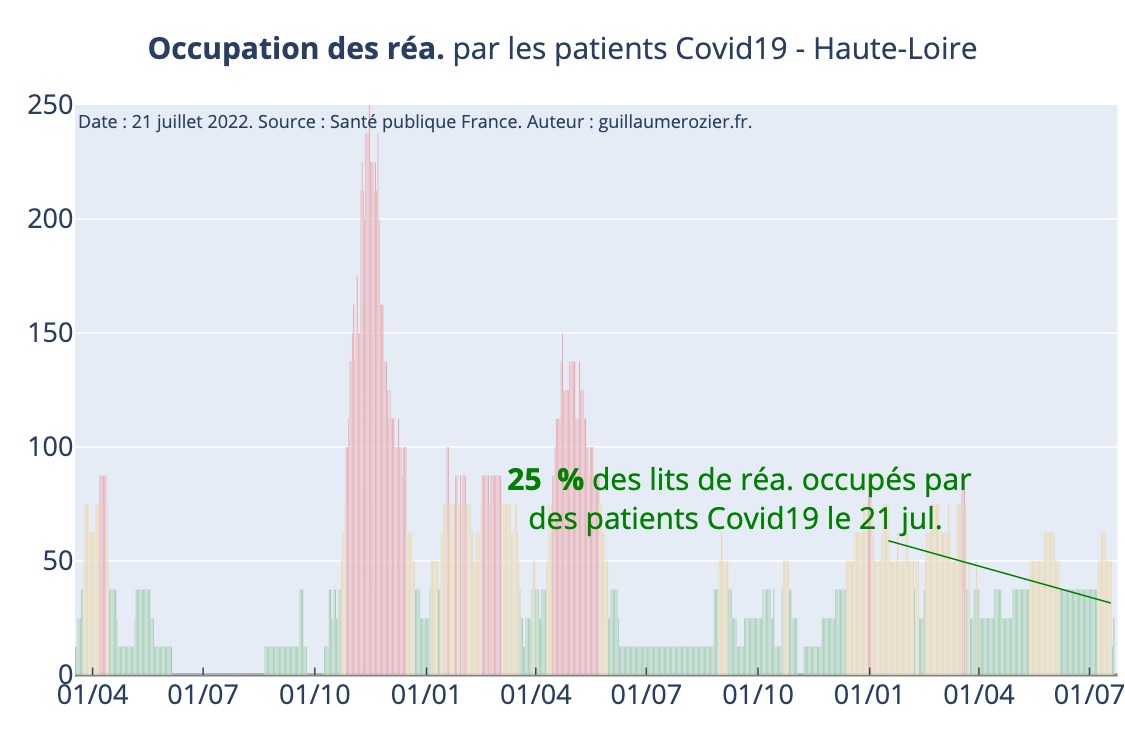 Occupation des réa. par les patients Covid19 - Haute-Loire
250
Date : 21 juillet 2022. Source : Santé publique France. Auteur : guillaumerozier.fr.
200
150
100
25 % des lits de réa. occupés par
des patients Covid19 le 21 jul.
50
0
01/04 01/07 01/10 01/01 01/04 01/07 01/10 01/01 01/04 01/07